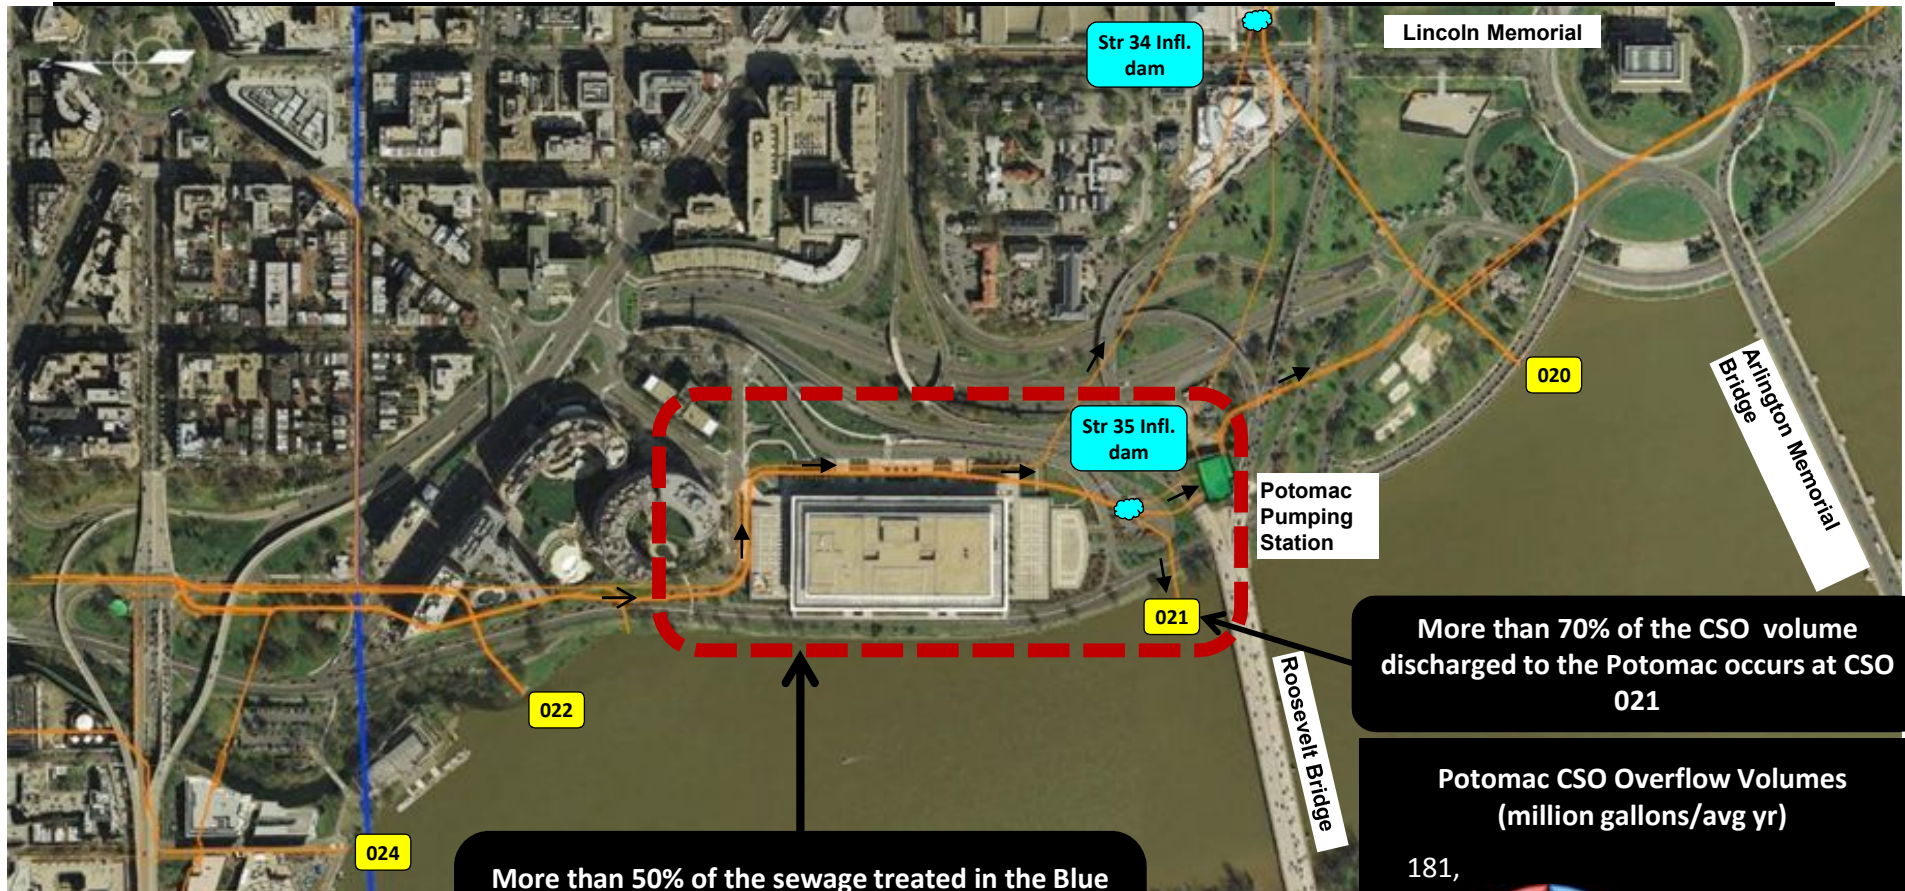 Str 34 Infl.
dam
Lincoln Memorial
Str 35 Infl.
dam
020
Arlington Memorial
Bridge
Potomac
Pumping
Station
021
Roosevelt Bridge
022
024
More than 70% of the CSO volume
discharged to the Potomac occurs at CSO
021
Potomac CSO Overflow Volumes
(million gallons/avg yr)
181,
More than 50% of the sewage treated in the Blue